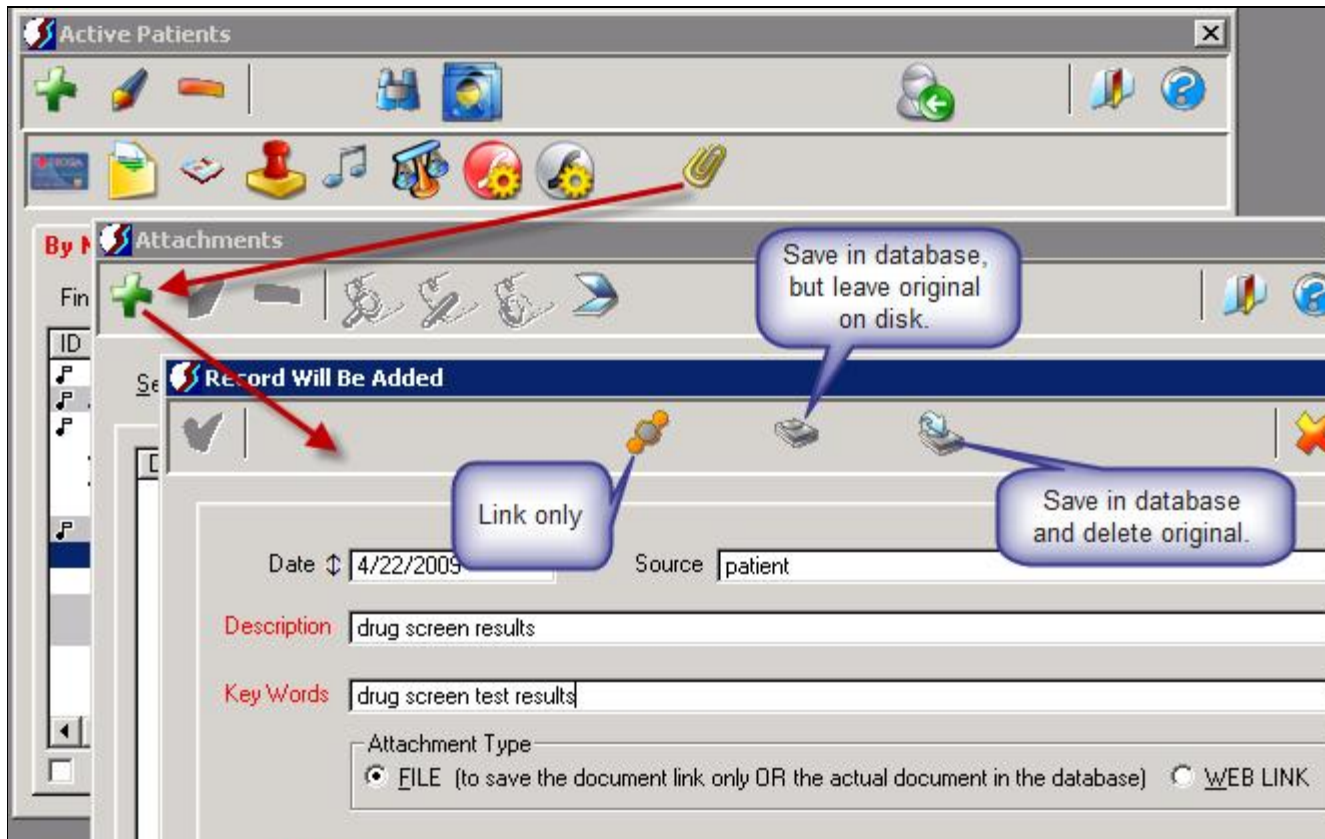 Active Patients
By
Attachments
Fin
Save in database,
but leave original
on disk.
ID
Se
Record Will Be Added
Link only
Save in database
and delete original.
Date 4/22/2009
Source patient
Description drug screen results
Key Words drug screen test results
Attachment Type
FILE (to save the document link only OR the actual document in the database) WEB LINK